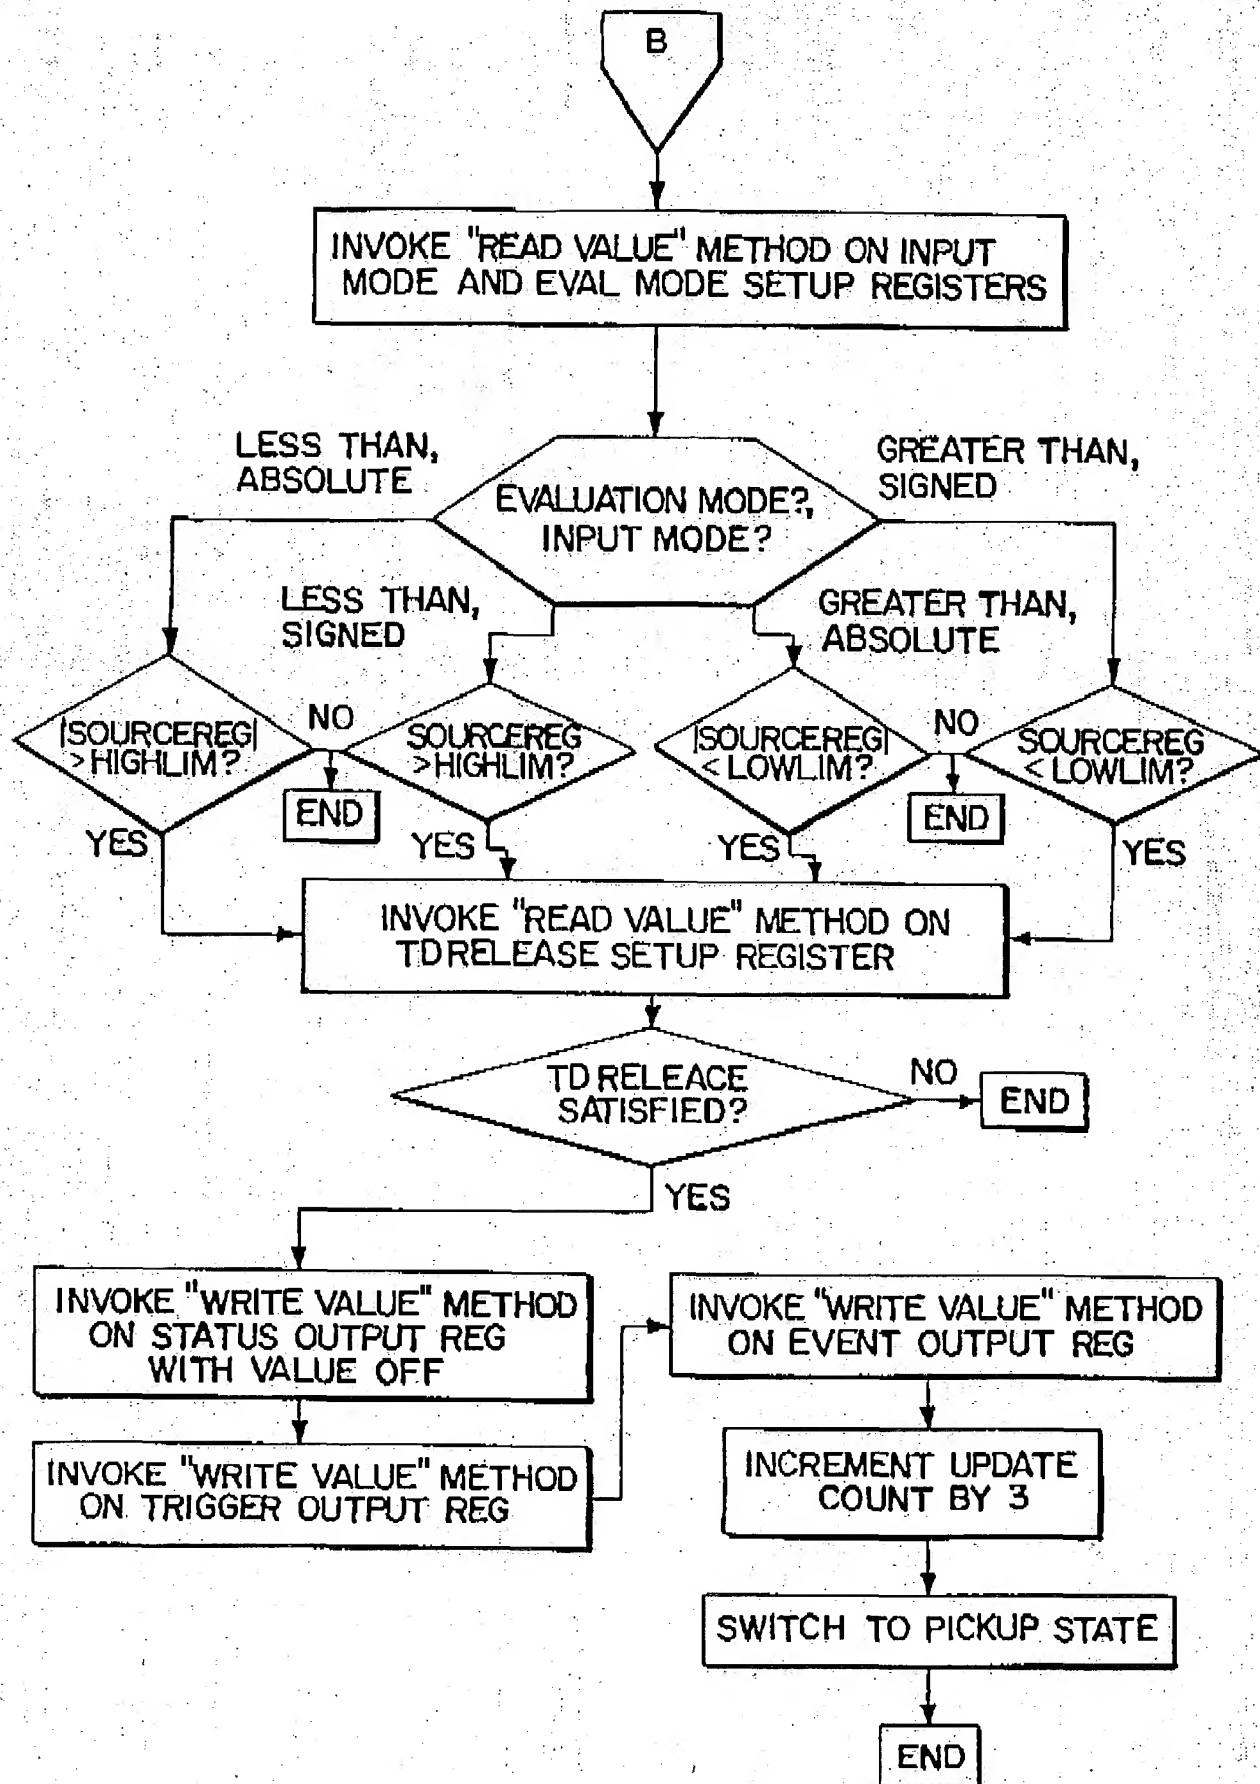 B
INVOKE "READ VALUE" METHOD ON INPUT
MODE AND EVAL MODE SETUP REGISTERS
LESS THAN,
ABSOLUTE
GREATER THAN,
SIGNED
EVALUATION MODE?,
INPUT MODE?
LESS THAN,
SIGNED
GREATER THAN,
ABSOLUTE
|SOURCEREG|
>HIGHLIM?
NO
SOURCEREG
>HIGHLIM?
|SOURCEREG|
< LOWLIM?
NO
SOURCEREG
< LOWLIM?
END
END
YES
YES
YES
YES
INVOKE "READ VALUE" METHOD ON
TD RELEASE SETUP REGISTER
TD RELEACE
SATISFIED?
NO
END
YES
INVOKE "WRITE VALUE" METHOD
ON STATUS OUTPUT REG
WITH VALUE OFF
INVOKE "WRITE VALUE" METHOD
ON TRIGGER OUTPUT REG
INVOKE "WRITE VALUE" METHOD
ON EVENT OUTPUT REG
INCREMENT UPDATE
COUNT BY 3
SWITCH TO PICKUP STATE
END